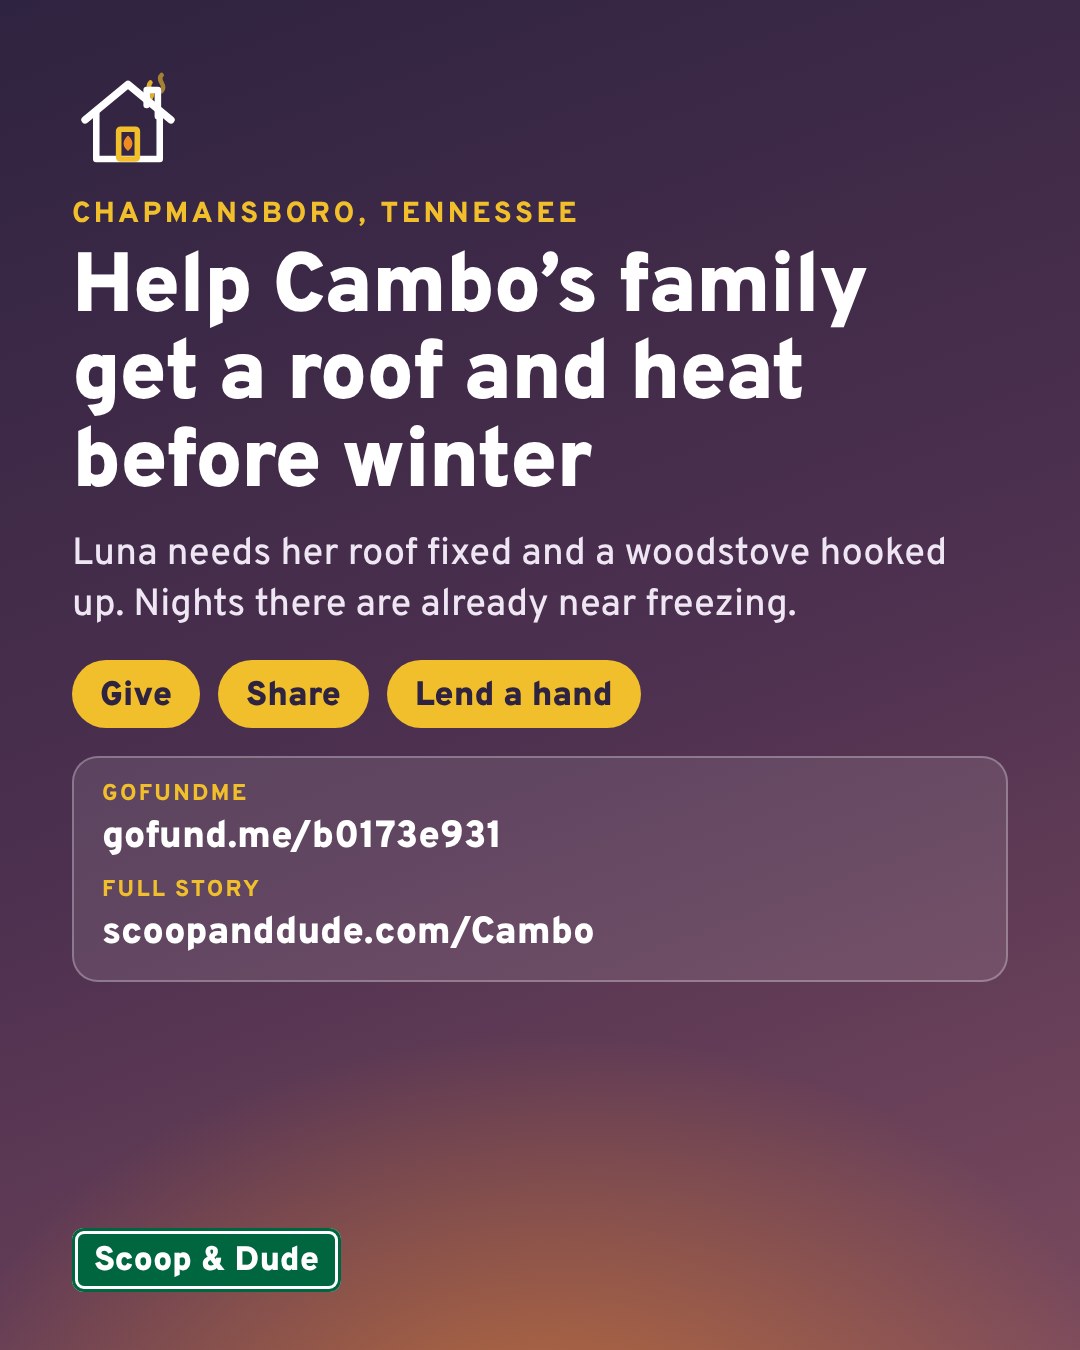 CHAPMANSBORO, TENNESSEE
Help Cambo’s family
get a roof and heat
before winter
Luna needs her roof fixed and a woodstove hooked
up. Nights there are already near freezing.
Give
Share
Lend a hand
GOFUNDME
gofund.me/b0173e931
FULL STORY
scoopanddude.com/Cambo
Scoop & Dude